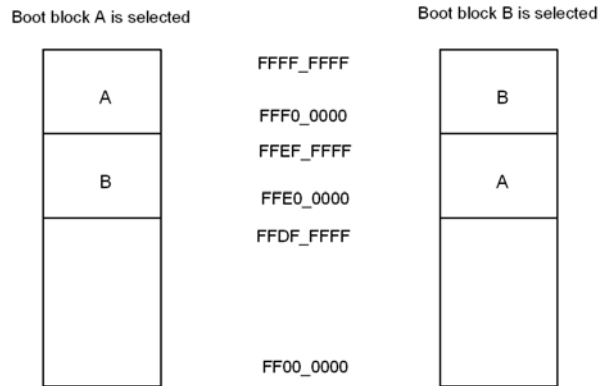 Boot block A is selected
Boot block B is selected
FFFF_FFFF
A
B
FFF0_0000
FFEF_FFFF
B
A
FFE0_0000
FFDF_FFFF
FF00_0000